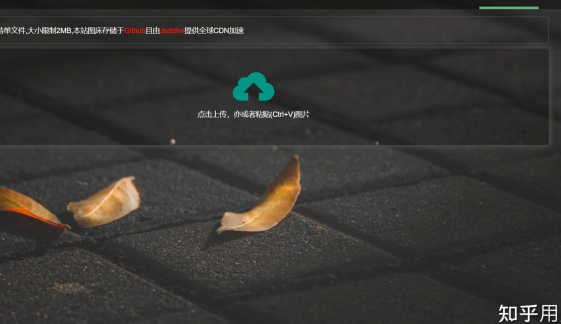 单文件,大小限制2MB,本站图床存储于Github且由jsdeliver提供全球CDN加速
点击上传，亦或者粘贴(Ctrl+V)图片
知乎用